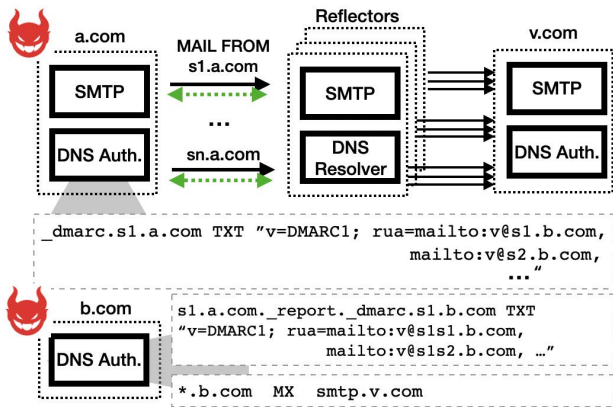 a.com
MAIL FROM
Reflectors
v.com
s1.a.com
SMTP
SMTP
SMTP
...
DNS Auth.
sn.a.com
DNS
Resolver
DNS Auth.
_dmarc.s1.a.com TXT ”v=DMARC1; rua=mailto:v@s1.b.com,
mailto:v@s2.b.com,
...“
b.com
DNS Auth.
s1.a.com._report._dmarc.s1.b.com TXT
“v=DMARC1; rua=mailto:v@s1s1.b.com,
mailto:v@s1s2.b.com, …”
*.b.com MX smtp.v.com